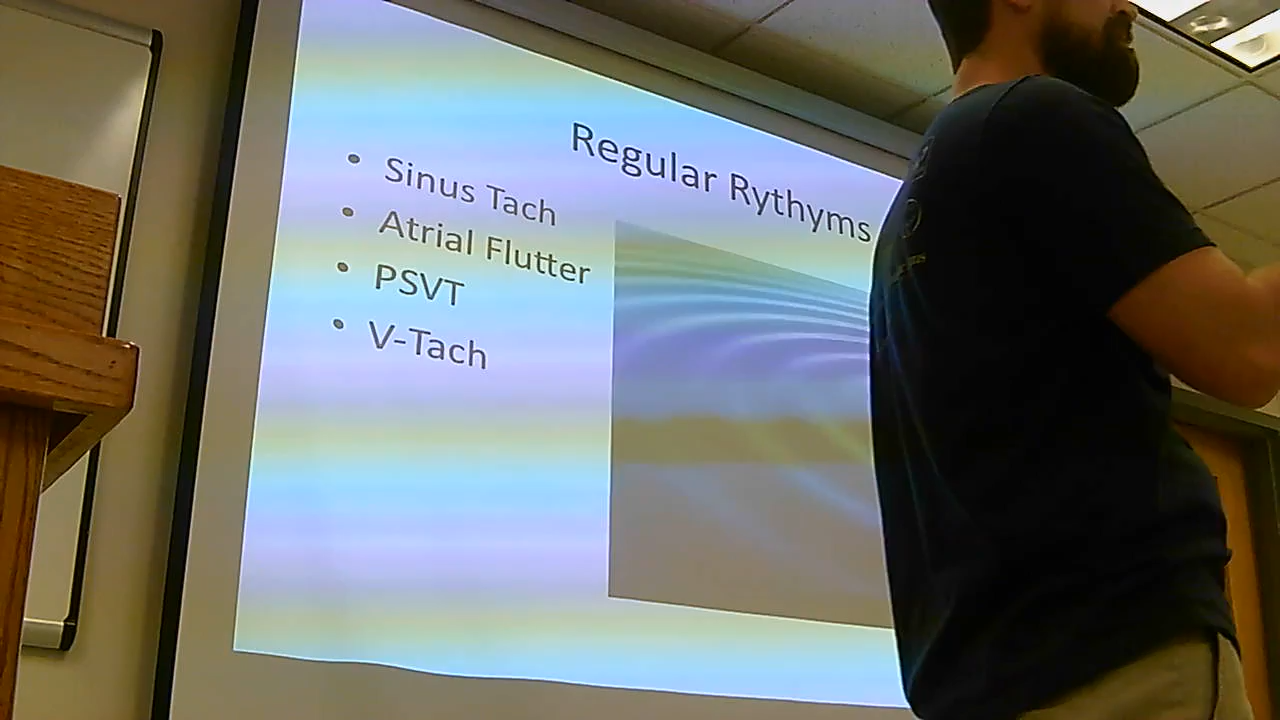 Regular Rythyms
• Sinus Tach
• Atrial Flutter
• PSVT
• V-Tach